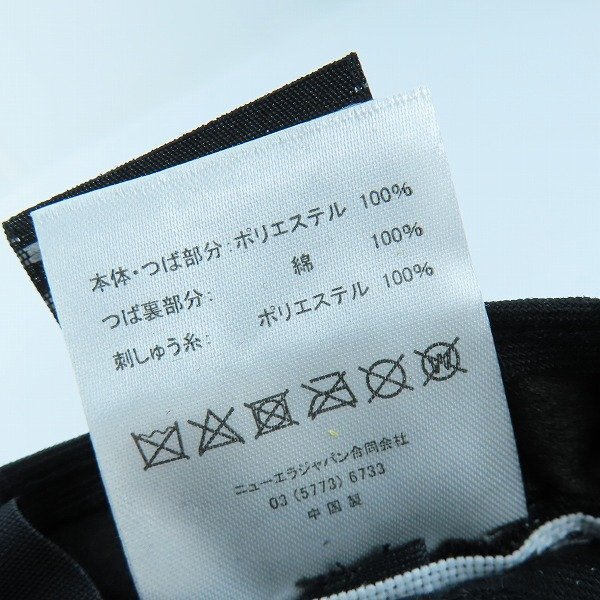 本体・つば部分:ポリエステル 100%
つば裏部分: 綿 100%
刺しゅう糸: ポリエステル 100%
ニューエラジャパン合同会社
03 (5773) 6733
中国製